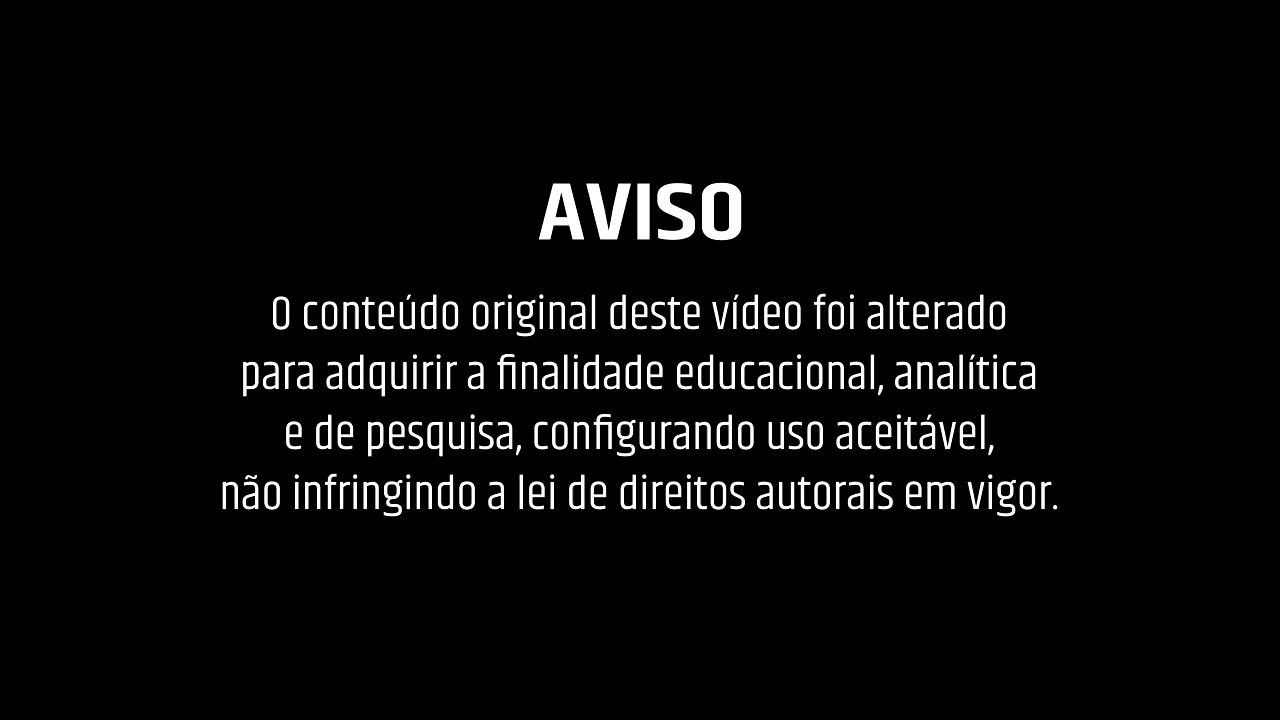 AVISO
O conteúdo original deste vídeo foi alterado
para adquirir a finalidade educacional, analítica
e de pesquisa, configurando uso aceitável,
não infringindo a lei de direitos autorais em vigor.